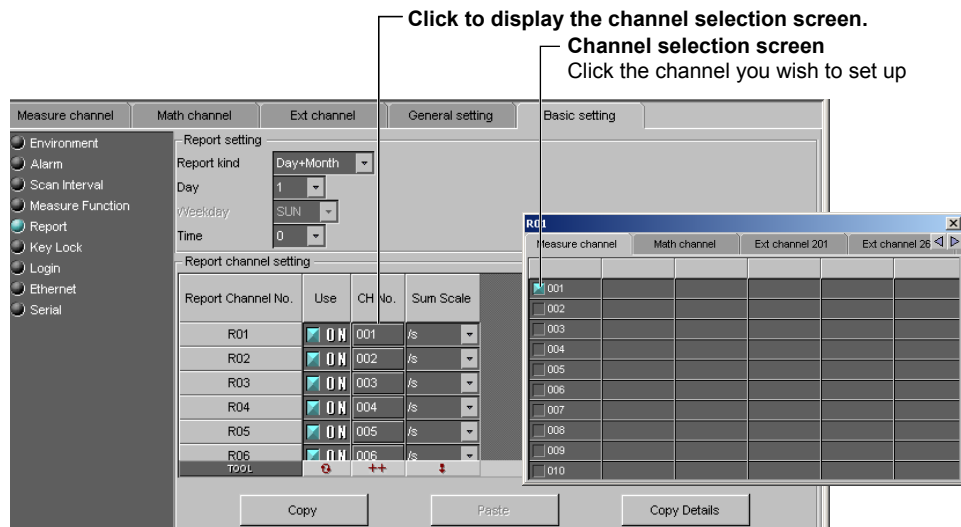 Click to display the channel selection screen.
Channel selection screen
Click the channel you wish to set up
Measure channel Math channel Ext channel General setting Basic setting
Environment
Alarm
Scan Interval
Measure Function
Report
Key Lock
Login
Ethernet
Serial
Report setting
Report kind Day+Month
Day 1
Weekday SUN
Time 0
Report channel setting
Report Channel No. Use CH No. Sum Scale
R01 ON 001 /s
R02 ON 002 /s
R03 ON 003 /s
R04 ON 004 /s
R05 ON 005 /s
R06 ON 006 /s
TOOL
Copy Paste Copy Details
R01
Measure channel Math channel Ext channel 201 Ext channel 26
001
002
003
004
005
006
007
008
009
010